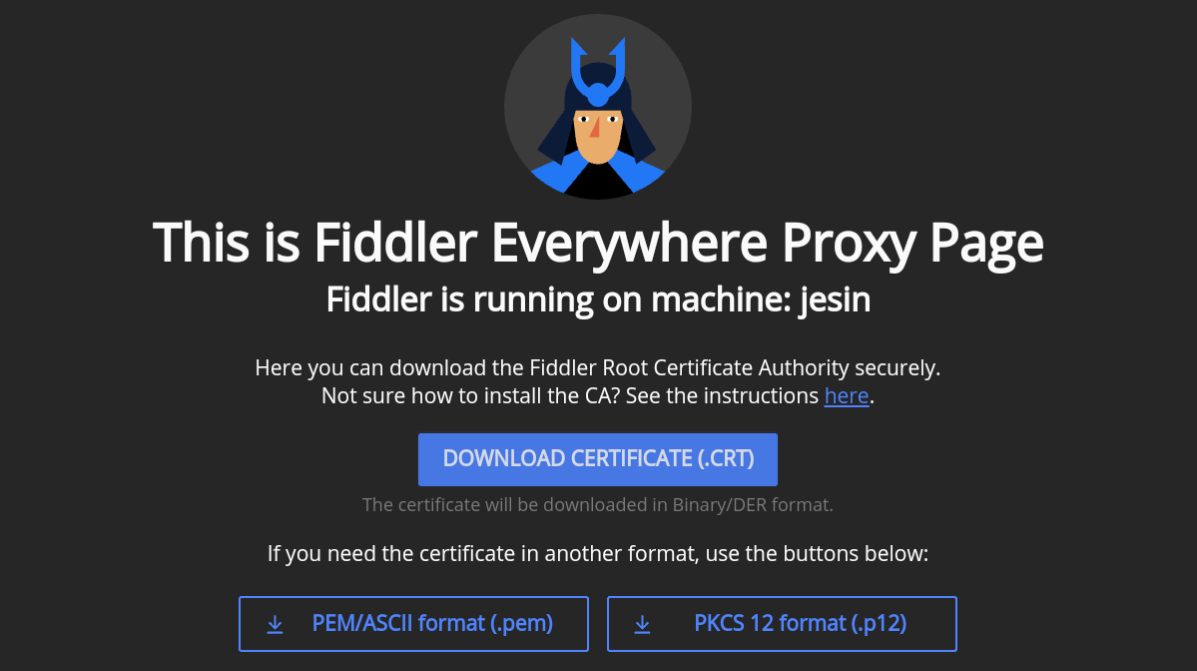 This is Fiddler Everywhere Proxy Page
Fiddler is running on machine: jesin
Here you can download the Fiddler Root Certificate Authority securely.
Not sure how to install the CA? See the instructions here.
DOWNLOAD CERTIFICATE (.CRT)
The certificate will be downloaded in Binary/DER format.
If you need the certificate in another format, use the buttons below:
PEM/ASCII format (.pem)
PKCS 12 format (.p12)